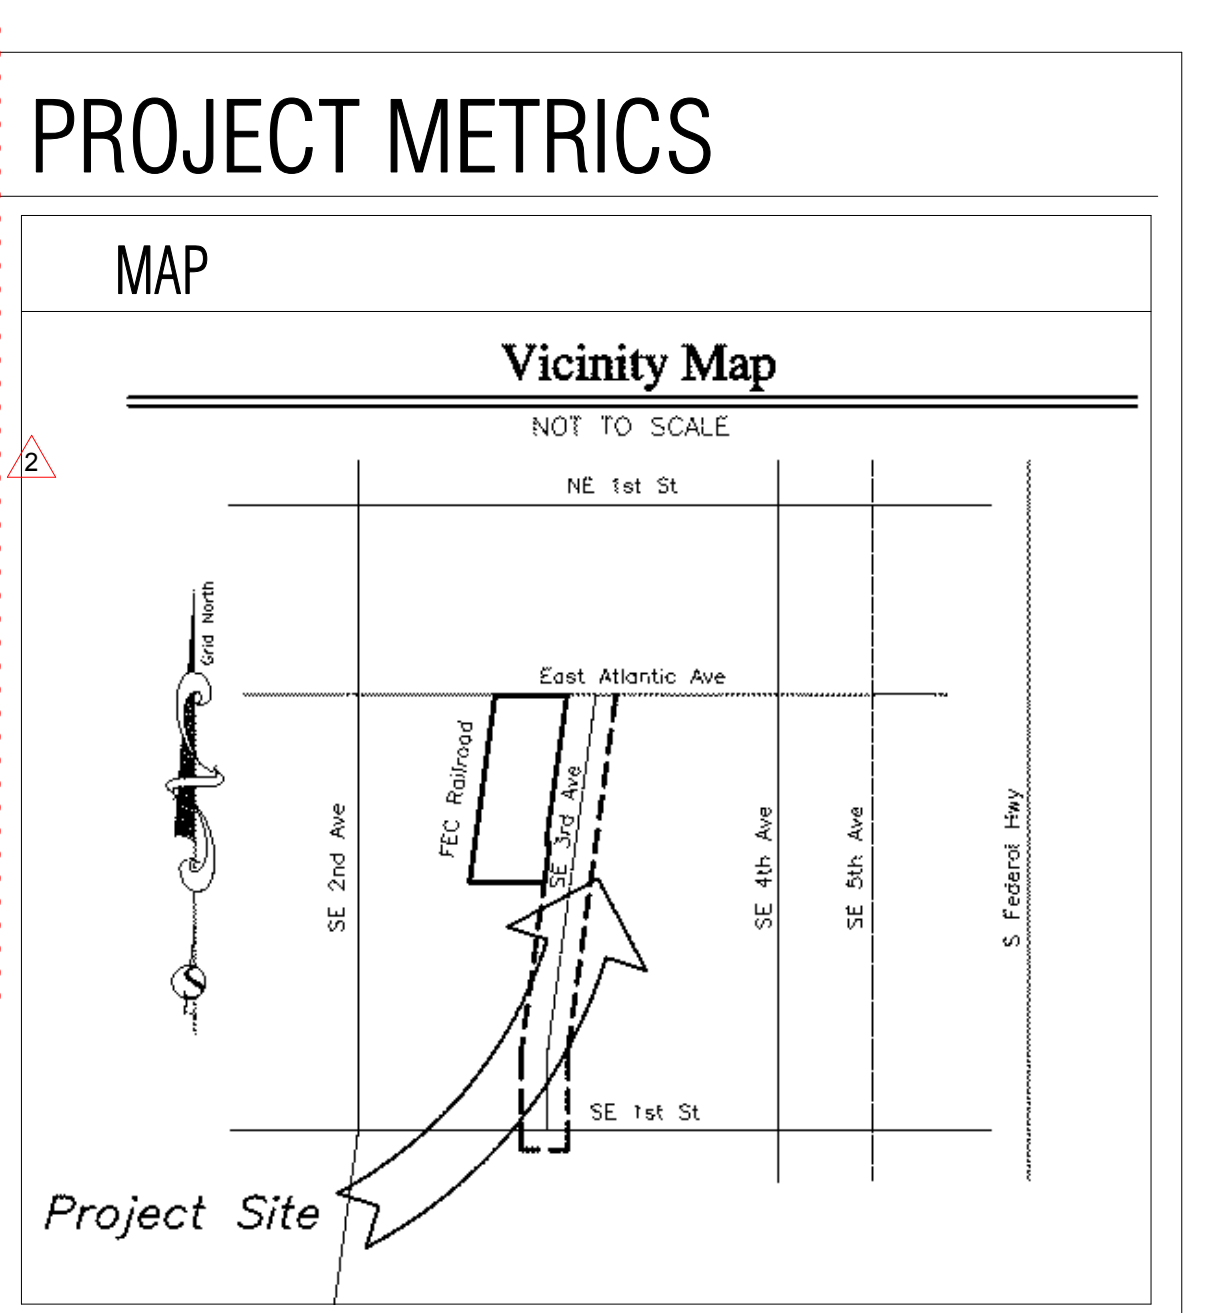 PROJECT METRICS
MAP
Vicinity Map
NOT TO SCALE
2
NE 1st St
Grid North
East Atlantic Ave
FEC Railroad
SE 3rd Ave
SE 2nd Ave
SE 4th Ave
SE 5th Ave
S Federal Hwy
SE 1st St
Project Site